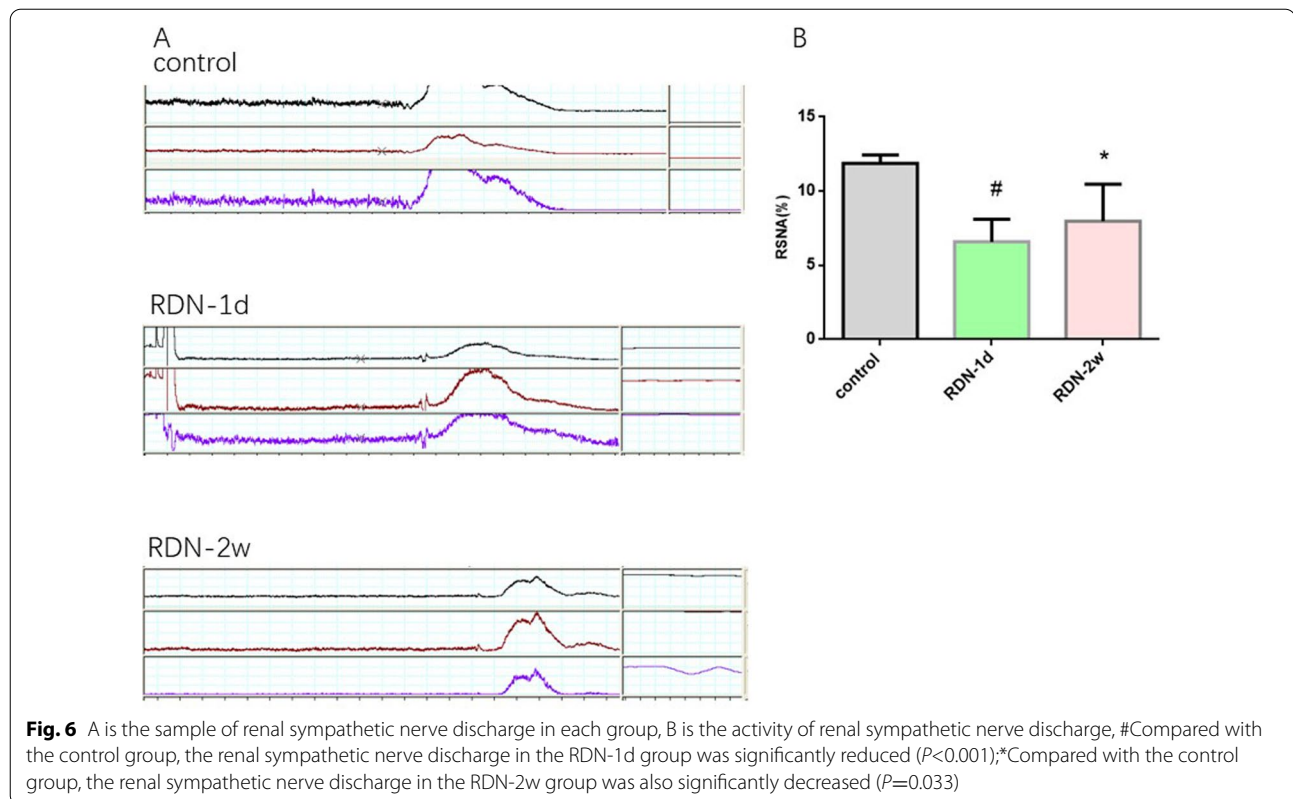 A
control
RDN-1d
RDN-2w
B
15
10
5
0
RSNA(%)
#
*
control
RDN-1d
RDN-2w
Fig. 6 A is the sample of renal sympathetic nerve discharge in each group, B is the activity of renal sympathetic nerve discharge, #Compared with
the control group, the renal sympathetic nerve discharge in the RDN-1d group was significantly reduced (P<0.001);*Compared with the control
group, the renal sympathetic nerve discharge in the RDN-2w group was also significantly decreased (P=0.033)